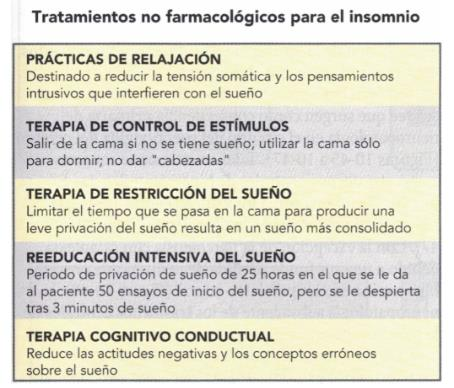 Tratamientos no farmacológicos para el insomnio
PRÁCTICAS DE RELAJACIÓN
Destinado a reducir la tensión somática y los pensamientos
intrusivos que interfieren con el sueño
TERAPIA DE CONTROL DE ESTÍMULOS
Salir de la cama si no se tiene sueño; utilizar la cama sólo
para dormir; no dar "cabezadas"
TERAPIA DE RESTRICCIÓN DEL SUEÑO
Limitar el tiempo que se pasa en la cama para producir una
leve privación del sueño resulta en un sueño más consolidado
REEDUCACIÓN INTENSIVA DEL SUEÑO
Periodo de privación de sueño de 25 horas en el que se le da
al paciente 50 ensayos de inicio del sueño, pero se le despierta
tras 3 minutos de sueño
TERAPIA COGNITIVO CONDUCTUAL
Reduce las actitudes negativas y los conceptos erróneos
sobre el sueño